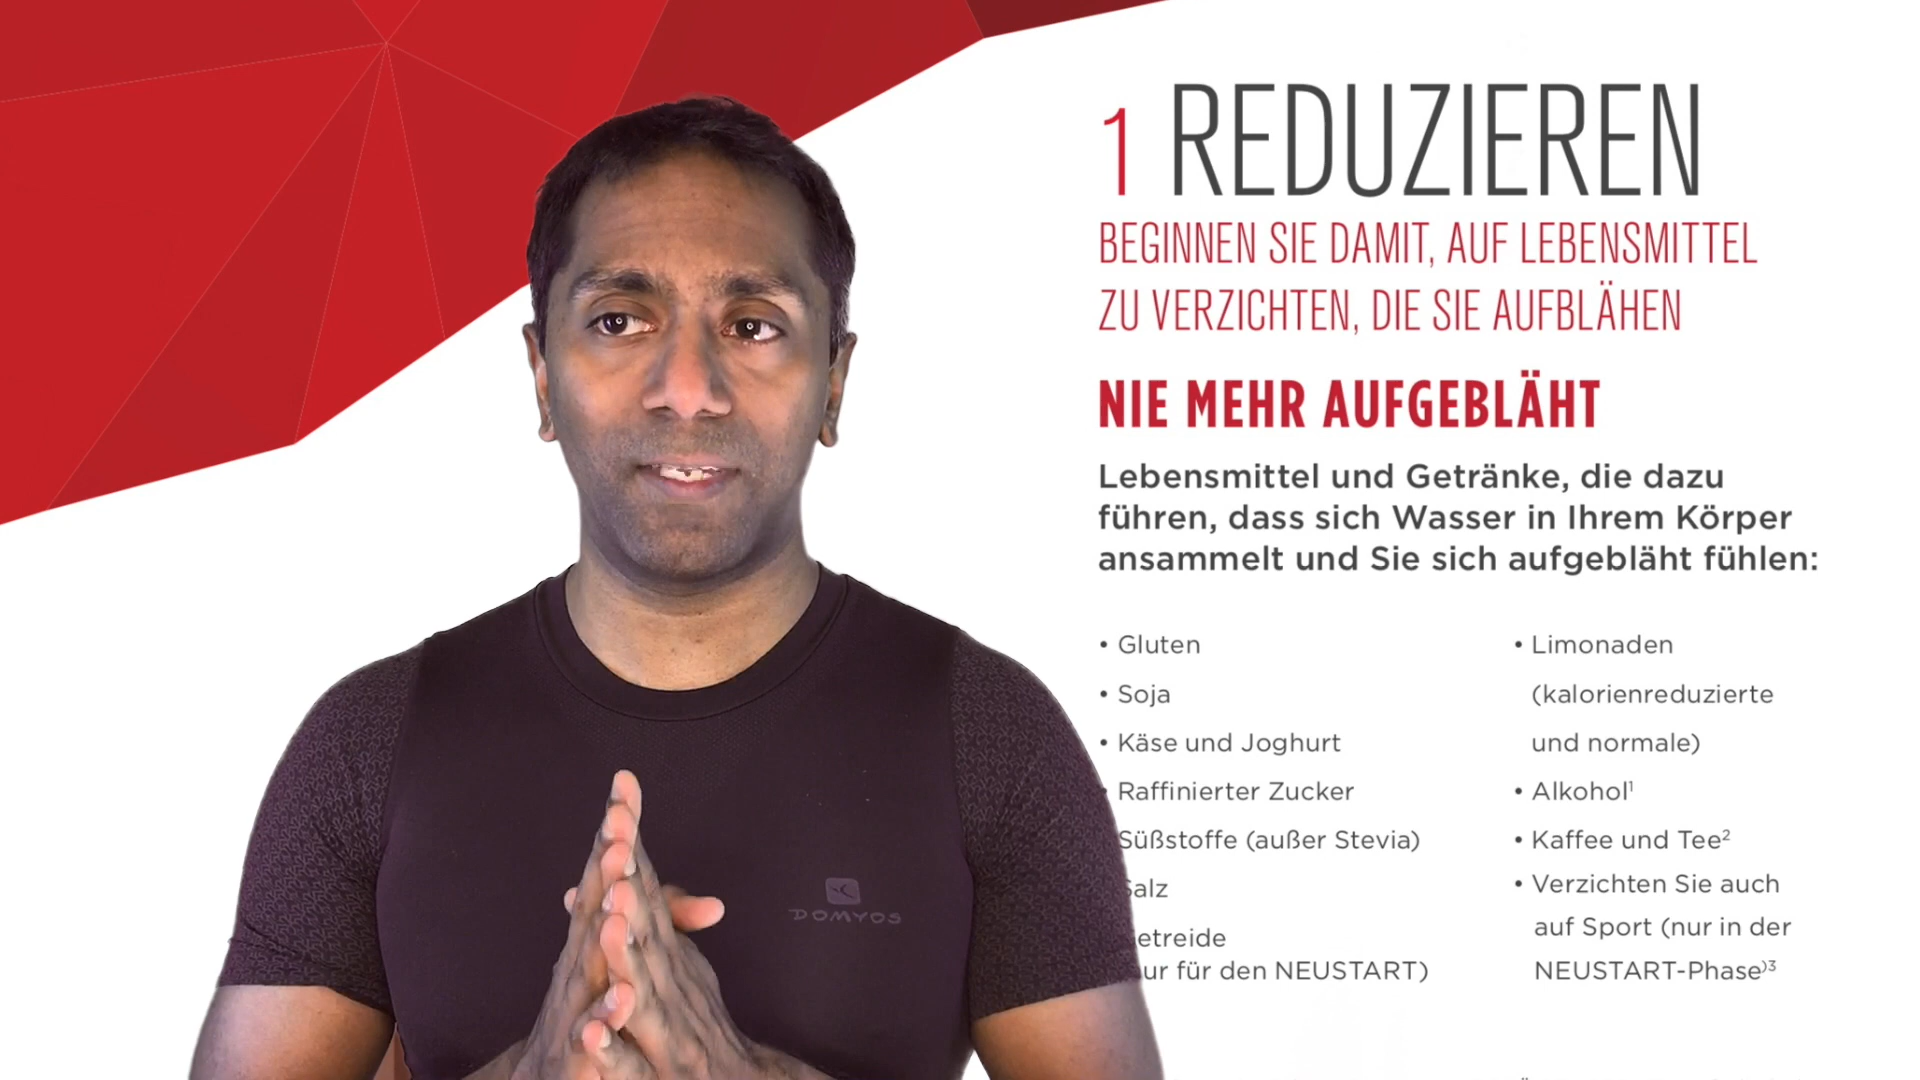 1 REDUZIEREN
BEGINNEN SIE DAMIT, AUF LEBENSMITTEL
ZU VERZICHTEN, DIE SIE AUFBLÄHEN
NIE MEHR AUFGEBLÄHT
Lebensmittel und Getränke, die dazu
führen, dass sich Wasser in Ihrem Körper
ansammelt und Sie sich aufgebläht fühlen:
• Gluten
• Soja
• Käse und Joghurt
• Raffinierter Zucker
Süßstoffe (außer Stevia)
Salz
etreide
ur für den NEUSTART)
• Limonaden
(kalorienreduzierte
und normale)
• Alkohol¹
• Kaffee und Tee²
• Verzichten Sie auch
auf Sport (nur in der
NEUSTART-Phase)³
DOMYOS